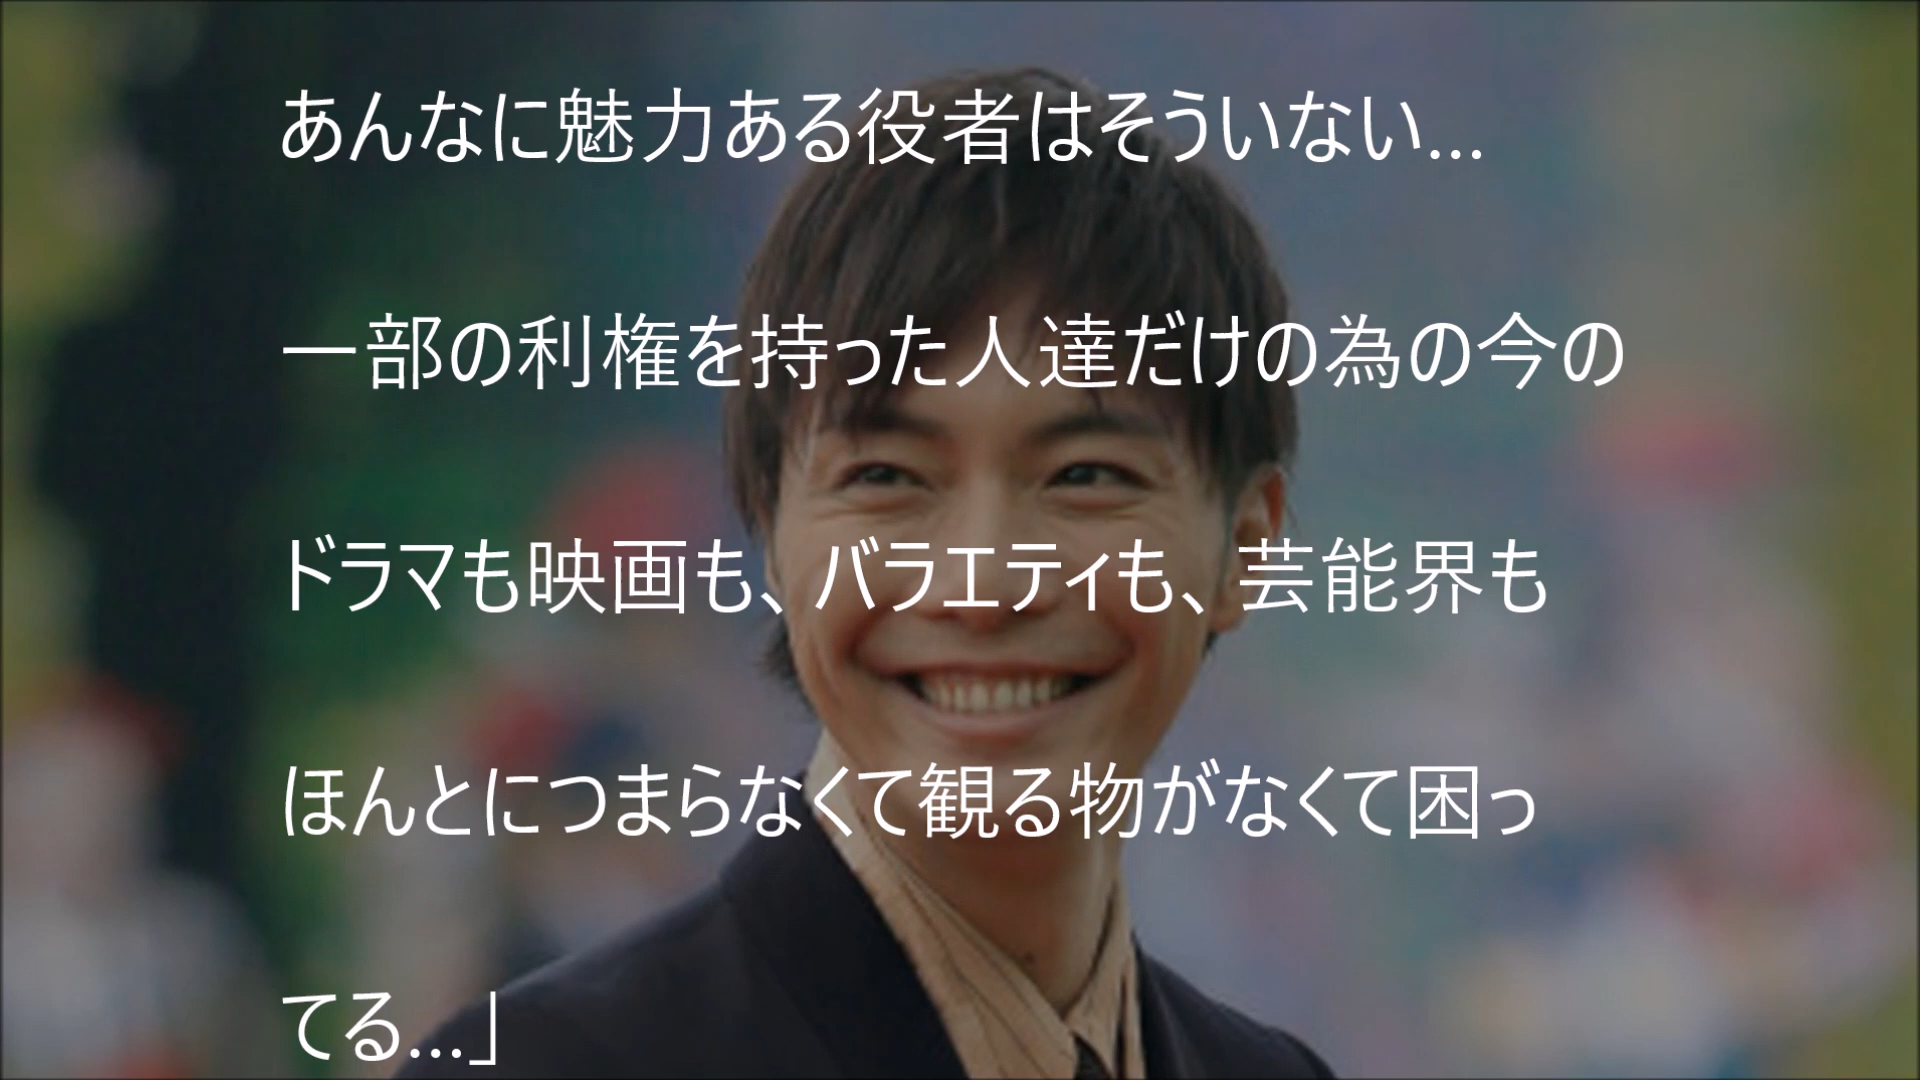 あんなに魅力ある役者はそういない…
一部の利権を持った人達だけの為の今の
ドラマも映画も、バラエティも、芸能界も
ほんとにつまらなくて観る物がなくて困っ
てる…」